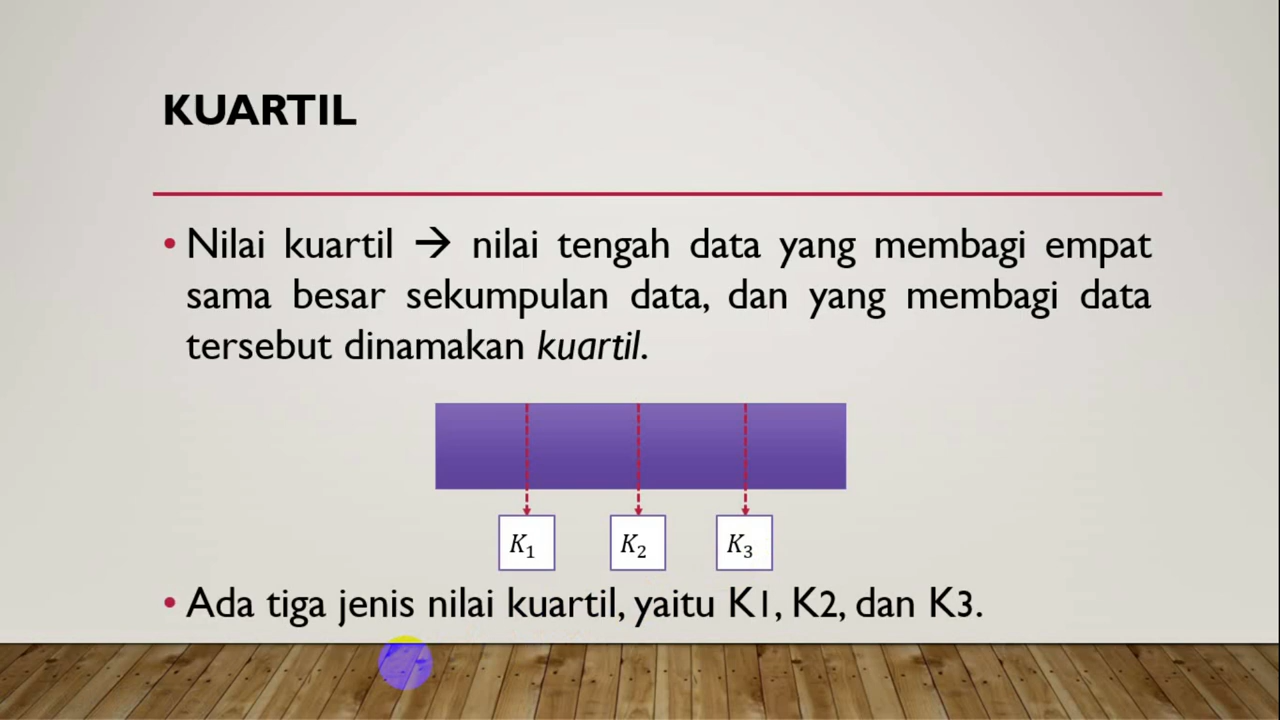 KUARTIL
• Nilai kuartil → nilai tengah data yang membagi empat
sama besar sekumpulan data, dan yang membagi data
tersebut dinamakan kuartil.
K₁ K₂ K₃
• Ada tiga jenis nilai kuartil, yaitu K1, K2, dan K3.